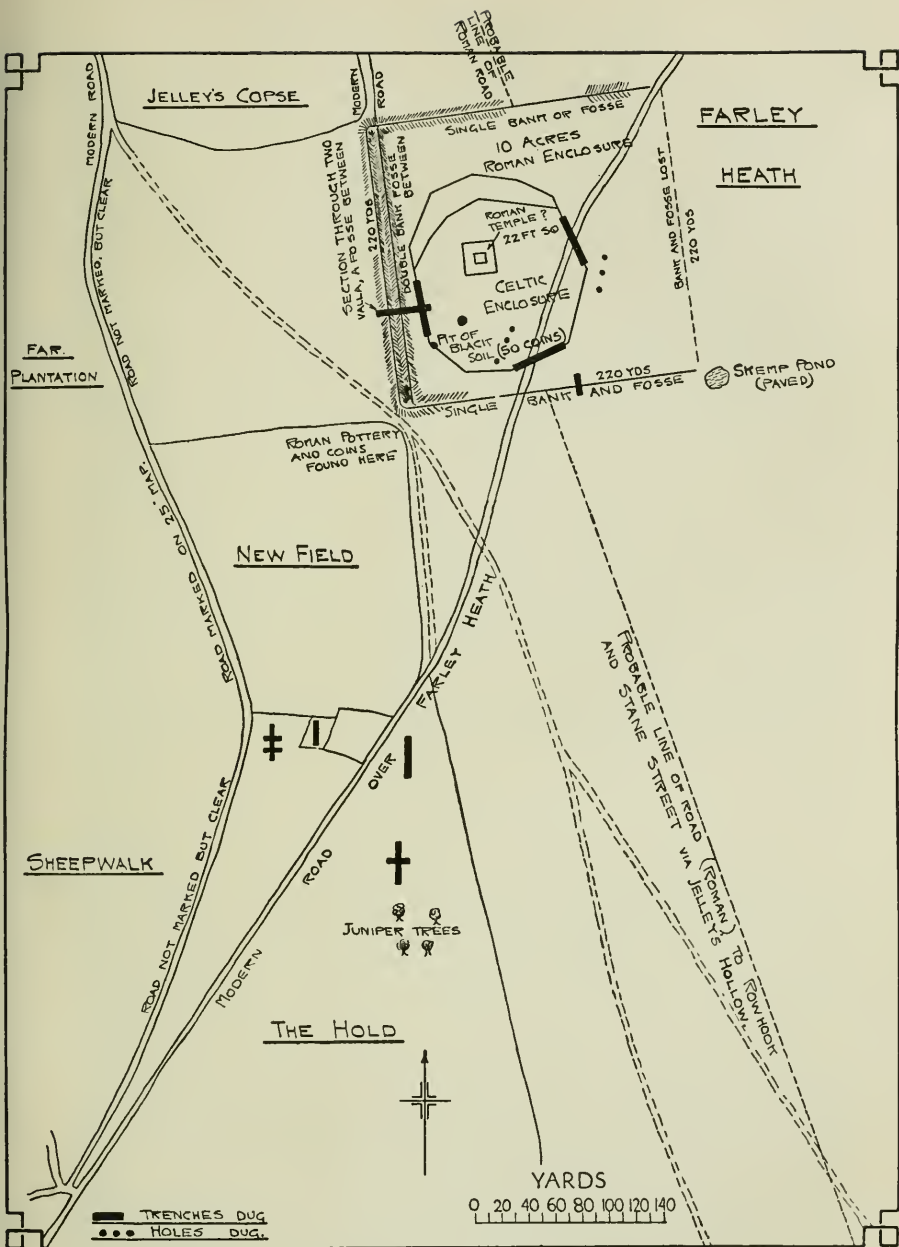 PROBABLE
LINE OF
ROMAN ROAD
MODERN ROAD
JELLEY'S COPSE
MODERN
ROAD
SINGLE BANK OR FOSSE
10 ACRES
ROMAN ENCLOSURE
FARLEY
HEATH
SECTION THROUGH TWO
VALLA, A FOSSE BETWEEN
220 YDS
DOUBLE BANK FOSSE
BETWEEN
ROMAN
TEMPLE?
22 FT SQ
CELTIC
ENCLOSURE
BANK AND FOSSE LOST
220 YDS
ROAD NOT MARKED, BUT CLEAR
PIT OF
BLACK
SOIL (50 COINS)
FAR.
PLANTATION
220 YDS
SINGLE BANK AND FOSSE
SKEMP POND
(PAVED)
ROMAN POTTERY
AND COINS
FOUND HERE
ROAD MARKED ON 25" MAP.
NEW FIELD
MODERN ROAD OVER FARLEY HEATH
PROBABLE LINE OF ROAD (ROMAN) TO ROWHOOK
AND STANE STREET VIA JELLEY'S HOLLOW.
SHEEPWALK
ROAD NOT MARKED BUT CLEAR
JUNIPER TREES
THE HOLD
YARDS
0 20 40 60 80 100 120 140
TRENCHES DUG
HOLES DUG.